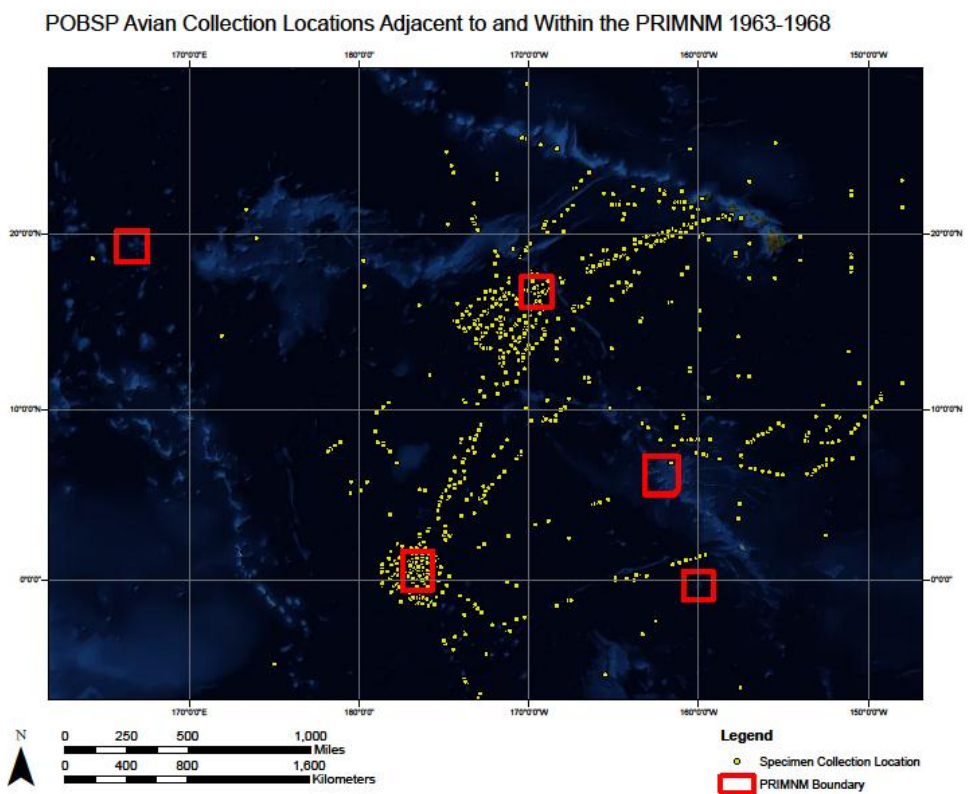 POBSP Avian Collection Locations Adjacent to and Within the PRIMNM 1963-1968
170°0'0"E 180°0'0" 170°0'0"W 160°0'0"W 150°0'0"W
20°0'0"N 20°0'0"N
10°0'0"N 10°0'0"N
0°0'0" 0°0'0"
170°0'0"E 180°0'0" 170°0'0"W 160°0'0"W 150°0'0"W
N
0 250 500 1,000
Miles
0 400 800 1,600
Kilometers
Legend
Specimen Collection Location
PRIMNM Boundary